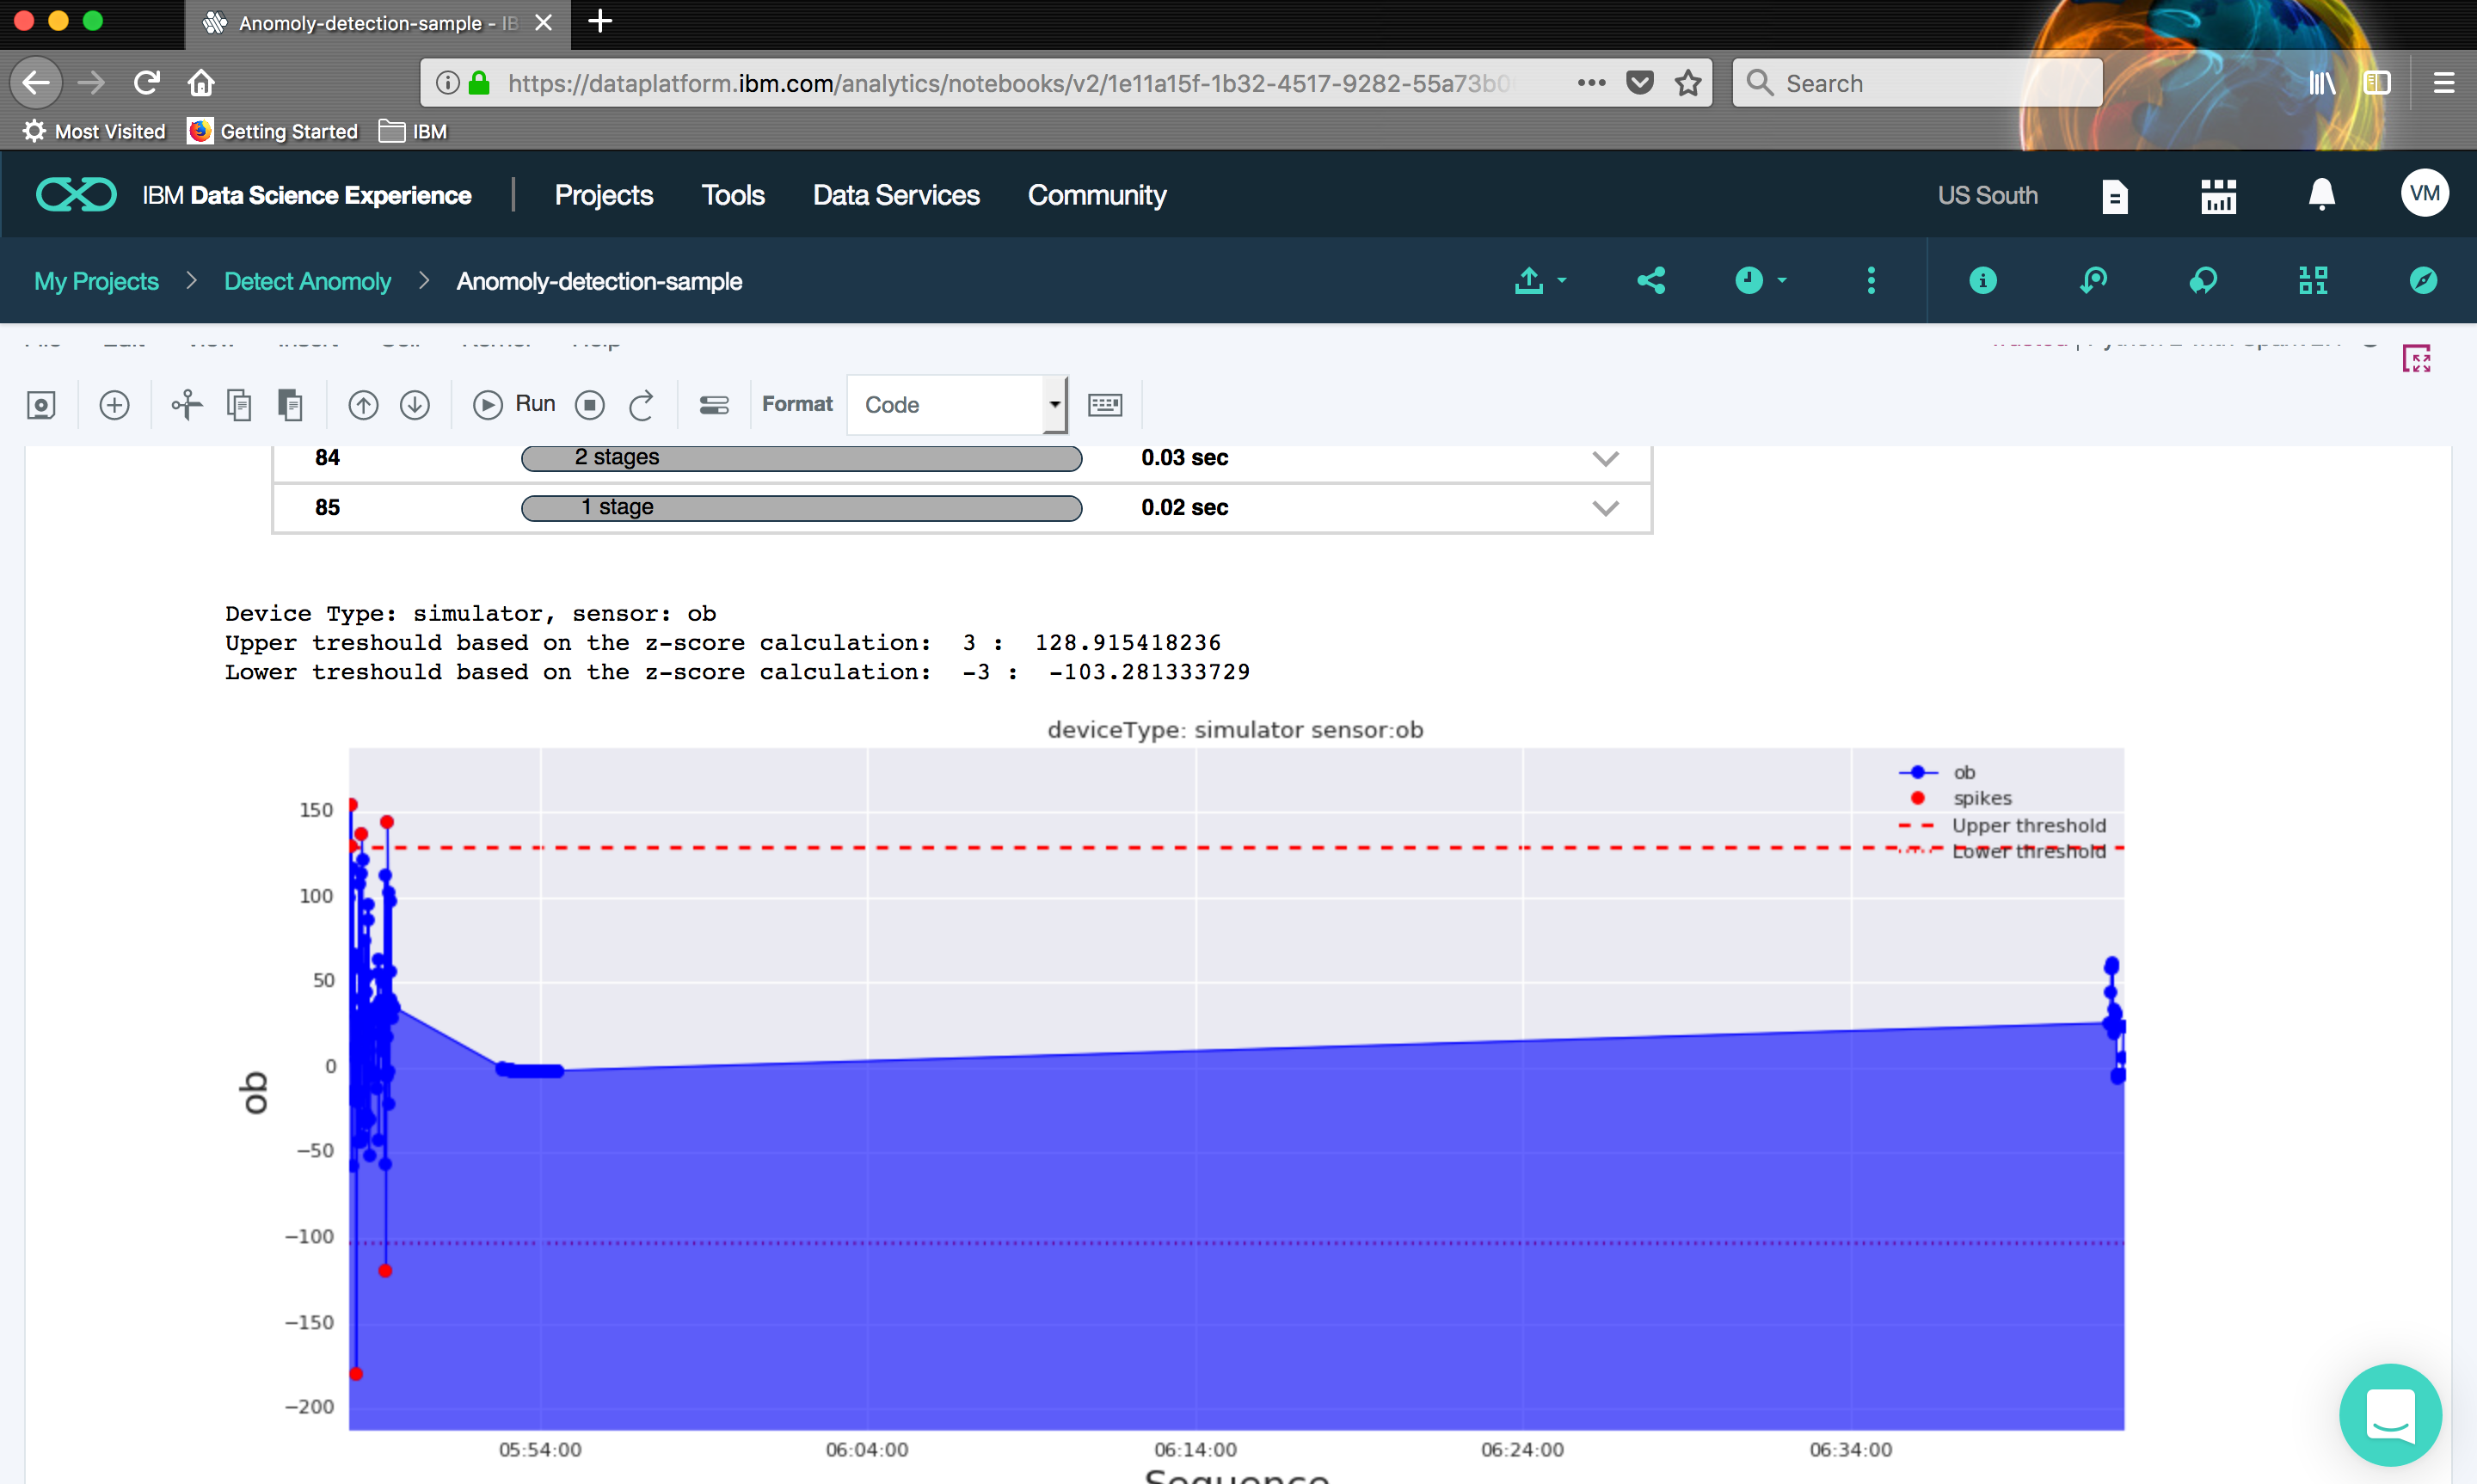 Anomoly-detection-sample - IB
https://dataplatform.ibm.com/analytics/notebooks/v2/1e11a15f-1b32-4517-9282-55a73b0
Search
Most Visited
Getting Started
IBM
IBM Data Science Experience
Projects
Tools
Data Services
Community
US South
VM
My Projects
Detect Anomoly
Anomoly-detection-sample
Run
Format
Code
84
2 stages
0.03 sec
85
1 stage
0.02 sec
Device Type: simulator, sensor: ob
Upper treshould based on the z-score calculation:  3 :  128.915418236
Lower treshould based on the z-score calculation:  -3 :  -103.281333729
deviceType: simulator sensor:ob
ob
spikes
Upper threshold
Lower threshold
150
100
50
0
−50
−100
−150
−200
ob
05:54:00
06:04:00
06:14:00
06:24:00
06:34:00
Sequence